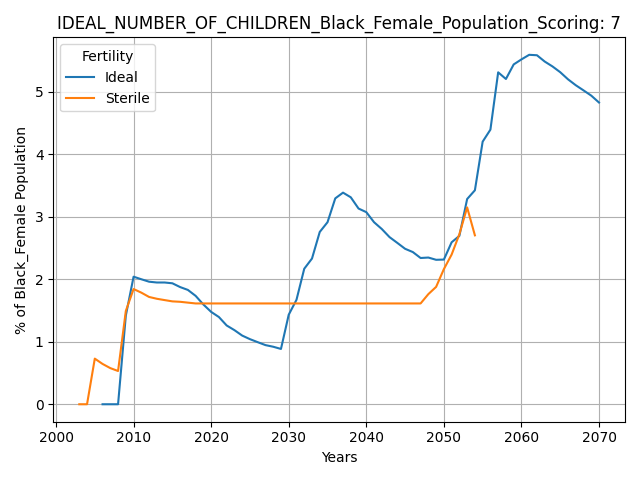 IDEAL_NUMBER_OF_CHILDREN_Black_Female_Population_Scoring: 7
Fertility
Ideal
Sterile
% of Black_Female Population
5
4
3
2
1
0
2000 2010 2020 2030 2040 2050 2060 2070
Years